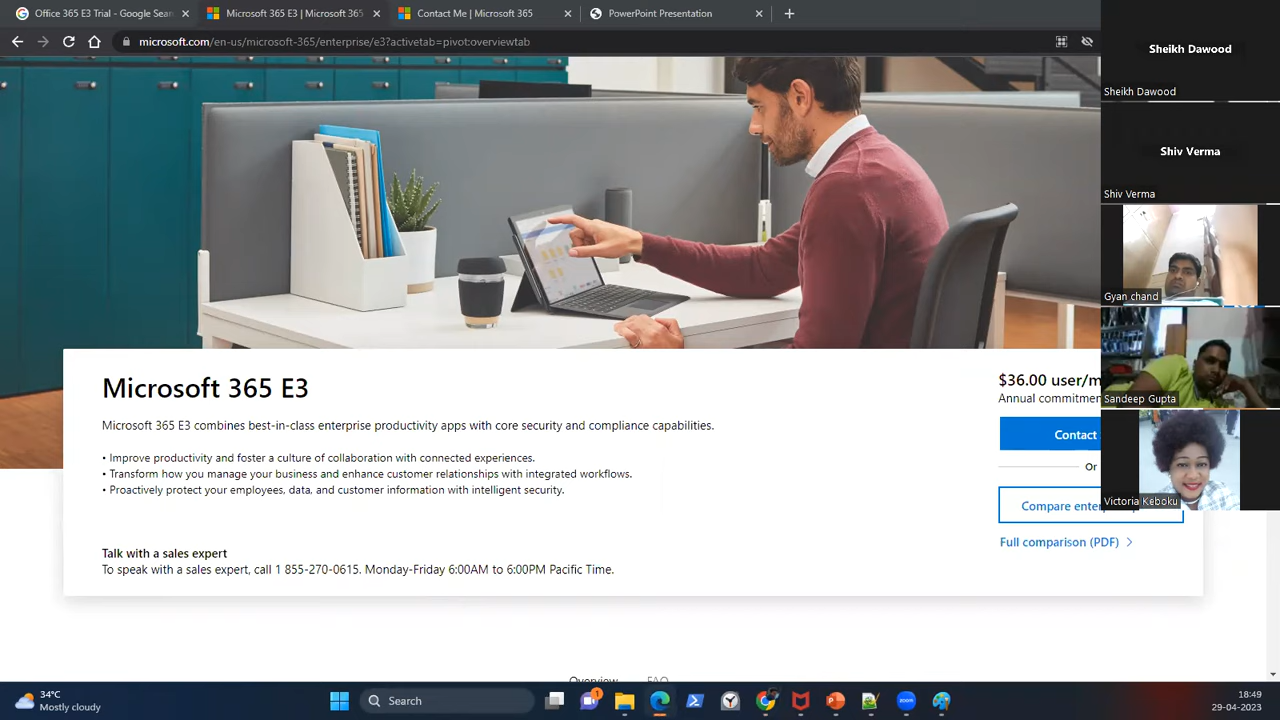 Office 365 E3 Trial - Google Sear
Microsoft 365 E3 | Microsoft 365
Contact Me | Microsoft 365
PowerPoint Presentation
microsoft.com/en-us/microsoft-365/enterprise/e3?activetab=pivot:overviewtab
Sheikh Dawood
Sheikh Dawood
Shiv Verma
Shiv Verma
Gyan chand
Sandeep Gupta
Victoria Keboku
Microsoft 365 E3
Microsoft 365 E3 combines best-in-class enterprise productivity apps with core security and compliance capabilities.
• Improve productivity and foster a culture of collaboration with connected experiences.
• Transform how you manage your business and enhance customer relationships with integrated workflows.
• Proactively protect your employees, data, and customer information with intelligent security.
Talk with a sales expert
To speak with a sales expert, call 1 855-270-0615. Monday-Friday 6:00AM to 6:00PM Pacific Time.
$36.00 user/m
Annual commitmen
Contact
Or
Compare enter
Full comparison (PDF)
Overview FAQ
34°C
Mostly cloudy
Search
1
zoom
18:49
29-04-2023